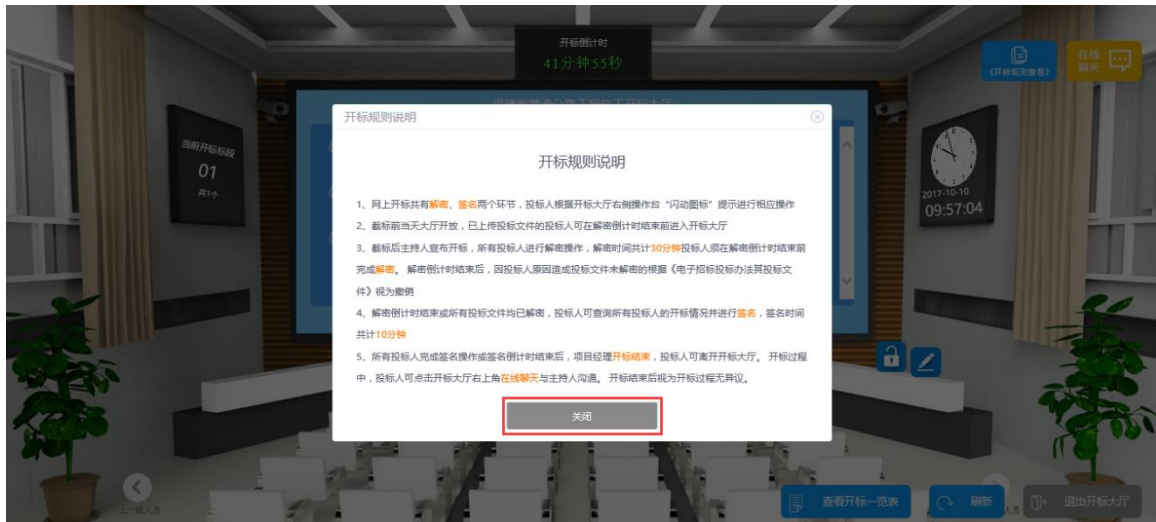 开标倒计时
41分钟55秒
《开标规则查看》
在线
聊天
当前开标标段
01
共1个
2017-10-10
09:57:04
开标规则说明
开标规则说明
1、网上开标共有解密、签名两个环节，投标人根据开标大厅右侧操作台“闪动图标”提示进行相应操作
2、截标前当天大厅开放，已上传投标文件的投标人可在解密倒计时结束前进入开标大厅
3、截标后主持人宣布开标，所有投标人进行解密操作，解密时间共计30分钟投标人须在解密倒计时结束前
完成解密。 解密倒计时结束后，因投标人原因造成投标文件未解密的根据《电子招标投标办法其投标文
件》视为撤销
4、解密倒计时结束或所有投标文件均已解密，投标人可查询所有投标人的开标情况并进行签名，签名时间
共计10分钟
5、所有投标人完成签名操作或签名倒计时结束后，项目经理开标结束，投标人可离开开标大厅。 开标过程
中，投标人可点击开标大厅右上角在线聊天与主持人沟通。 开标结束后视为开标过程无异议。
关闭
上一组人员
查看开标一览表
刷新
人员
退出开标大厅